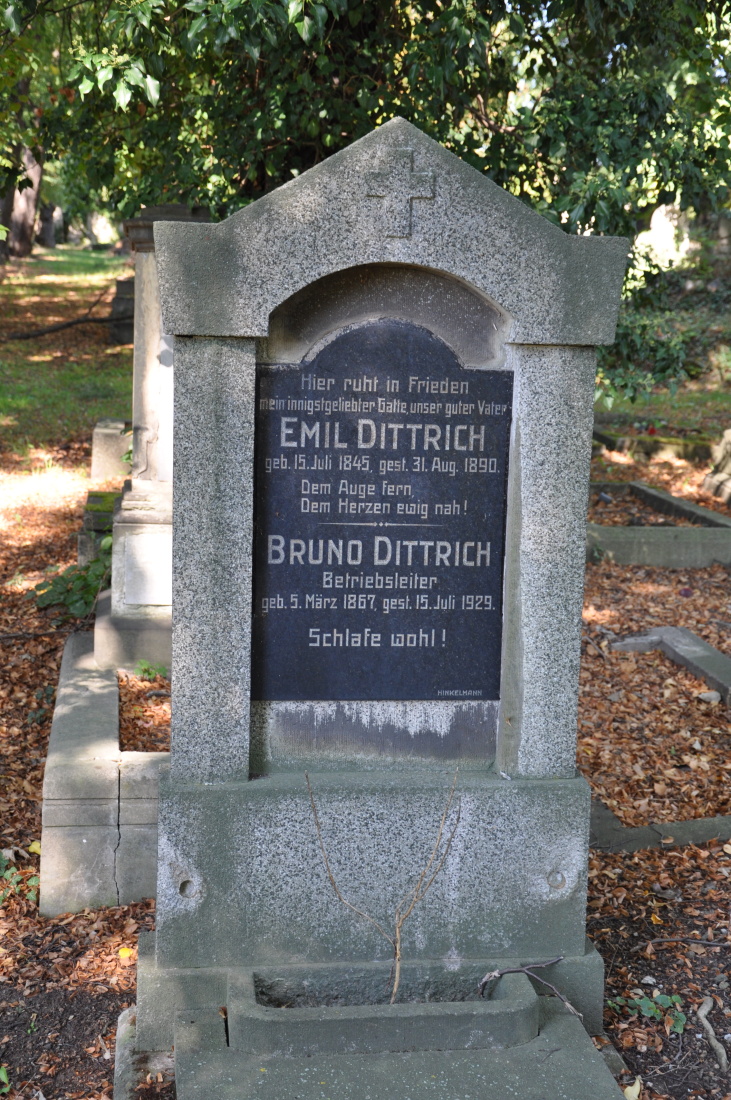 Hier ruht in Frieden
mein innigstgeliebter Gatte, unser guter Vater
EMIL DITTRICH
geb. 15. Juli 1845, gest. 31. Aug. 1890.
Dem Auge fern,
Dem Herzen ewig nah!
BRUNO DITTRICH
Betriebsleiter
geb. 5. März 1867, gest. 15. Juli 1929.
Schlafe wohl!
HINKELMANN